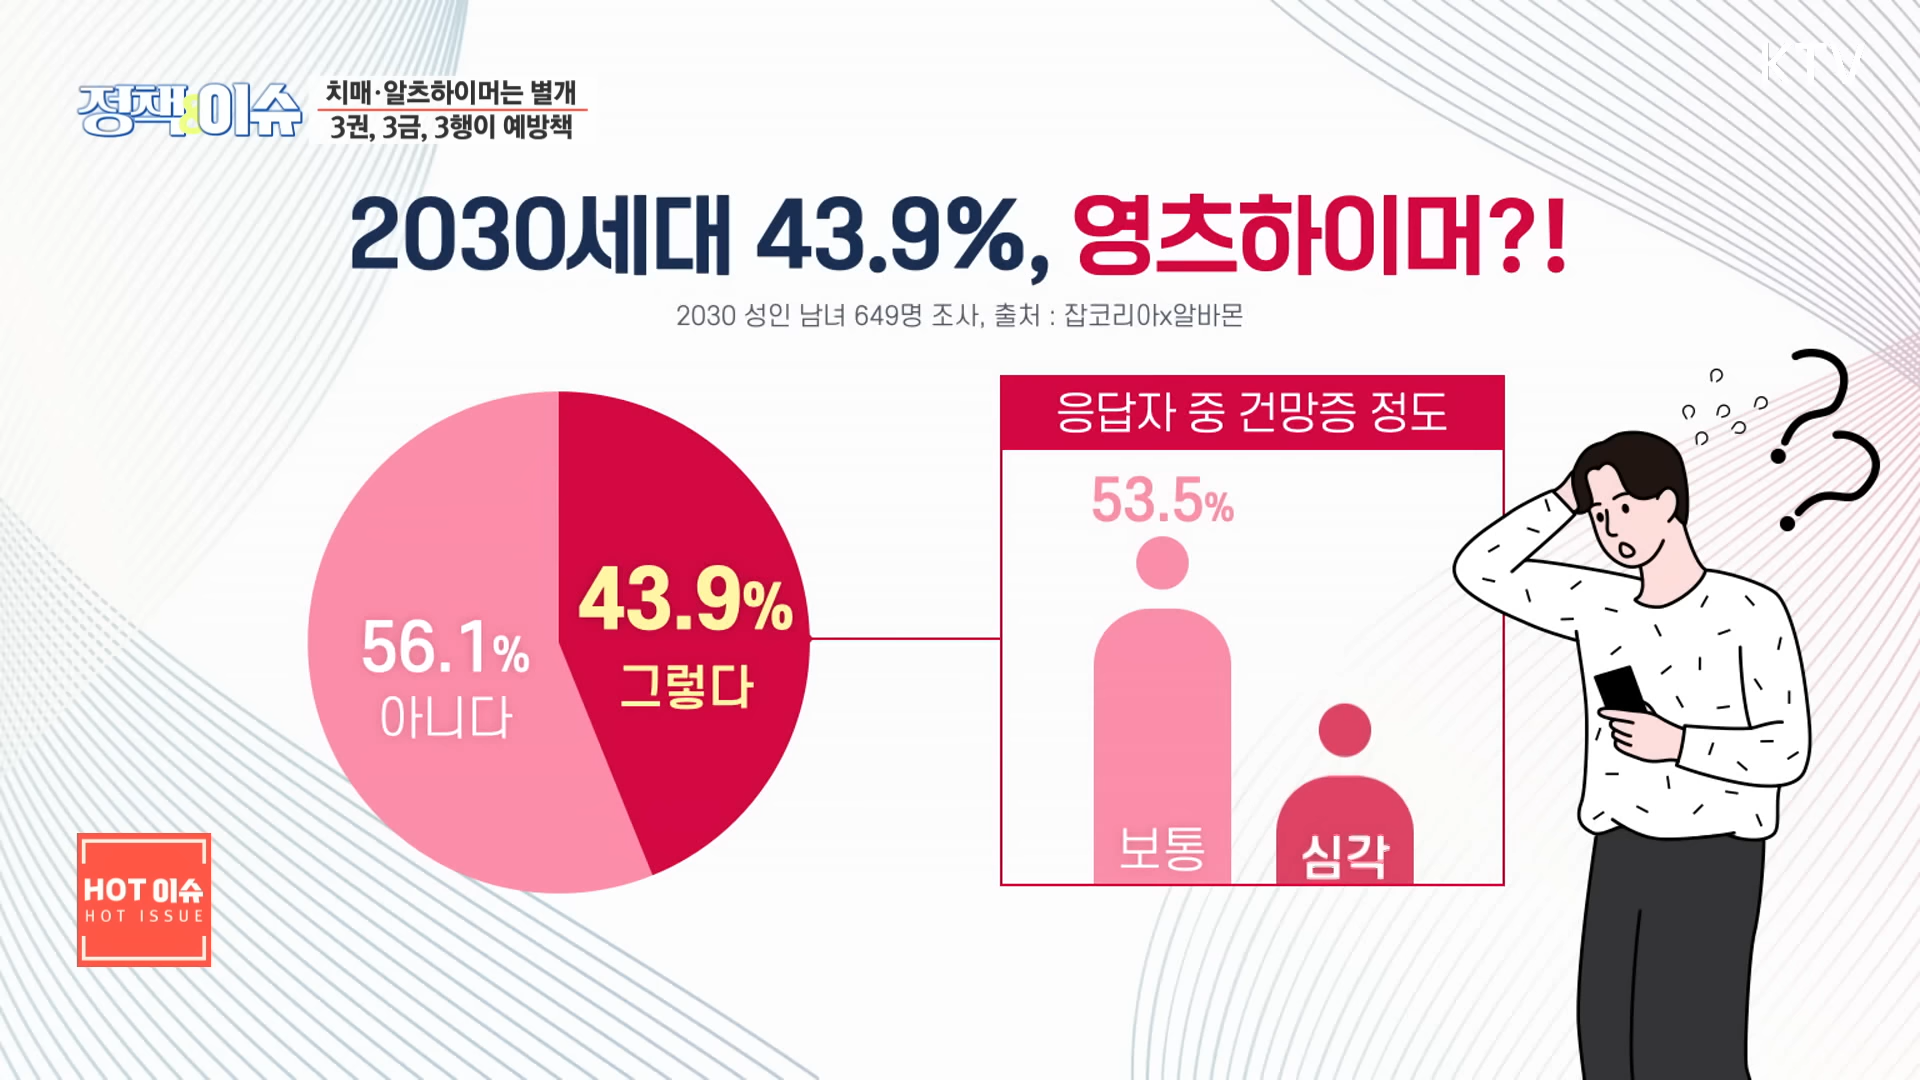 KTV
정책&이슈
치매·알츠하이머는 별개
3권, 3금, 3행이 예방책
2030세대 43.9%, 영츠하이머?!
2030 성인 남녀 649명 조사, 출처 : 잡코리아x알바몬
56.1%
아니다
43.9%
그렇다
응답자 중 건망증 정도
53.5%
보통
심각
HOT 이슈
HOT ISSUE